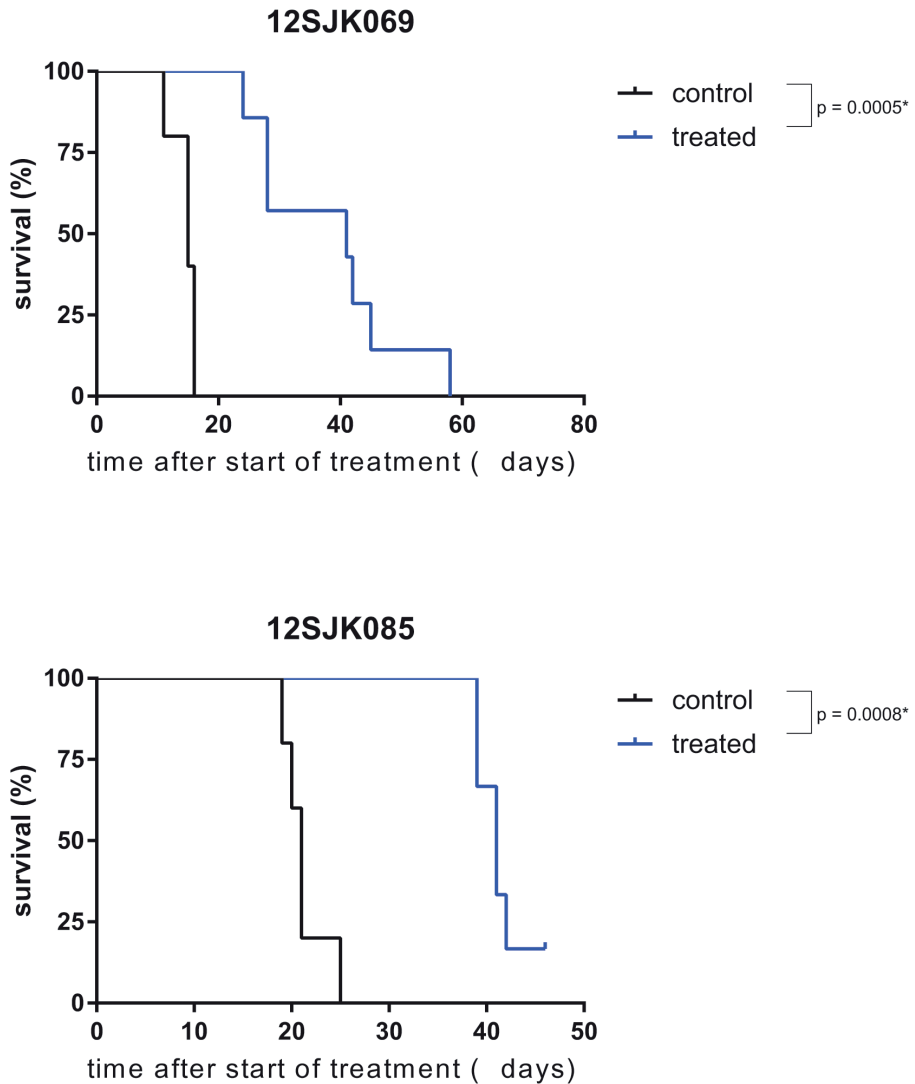 12SJK069
100
75
50
25
0
survival (%)
0 20 40 60 80
time after start of treatment ( days)
control
treated
p = 0.0005*
12SJK085
100
75
50
25
0
survival (%)
0 10 20 30 40 50
time after start of treatment ( days)
control
treated
p = 0.0008*